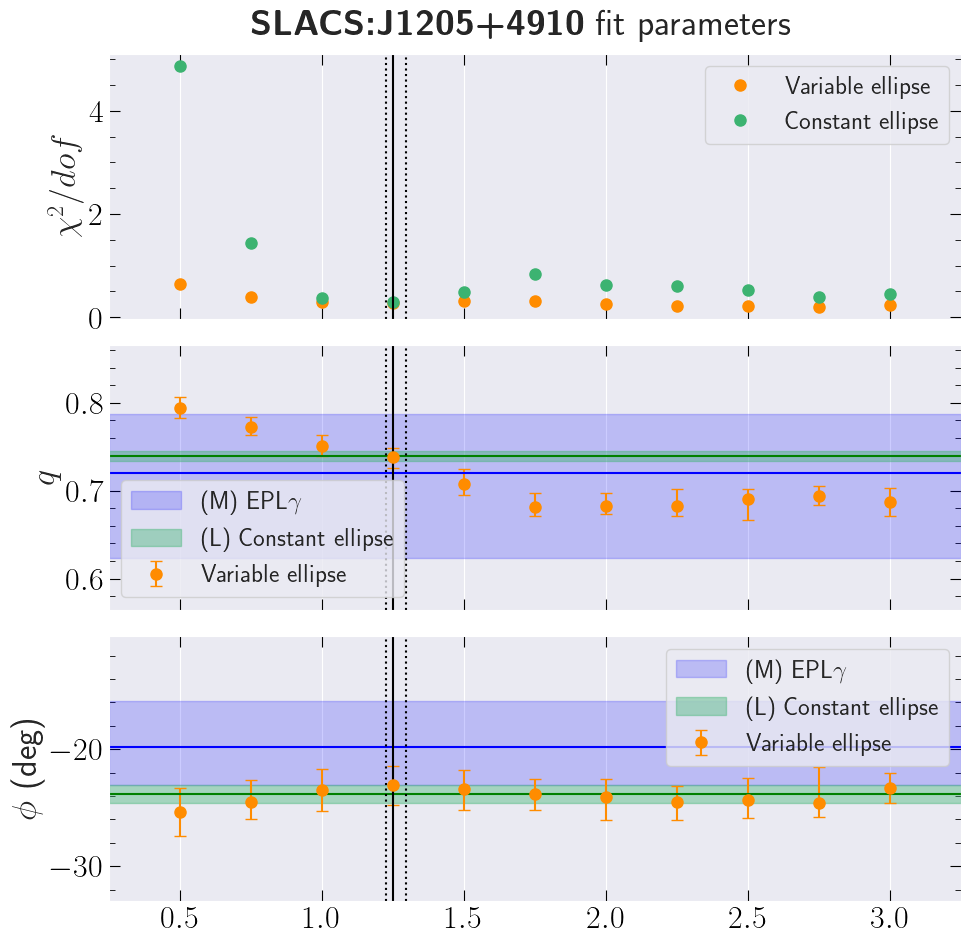 SLACS:J1205+4910 fit parameters
χ²/dof
4
2
0
Variable ellipse
Constant ellipse
q
0.8
0.7
0.6
(M) EPLγ
(L) Constant ellipse
Variable ellipse
ϕ (deg)
−20
−30
(M) EPLγ
(L) Constant ellipse
Variable ellipse
0.5 1.0 1.5 2.0 2.5 3.0